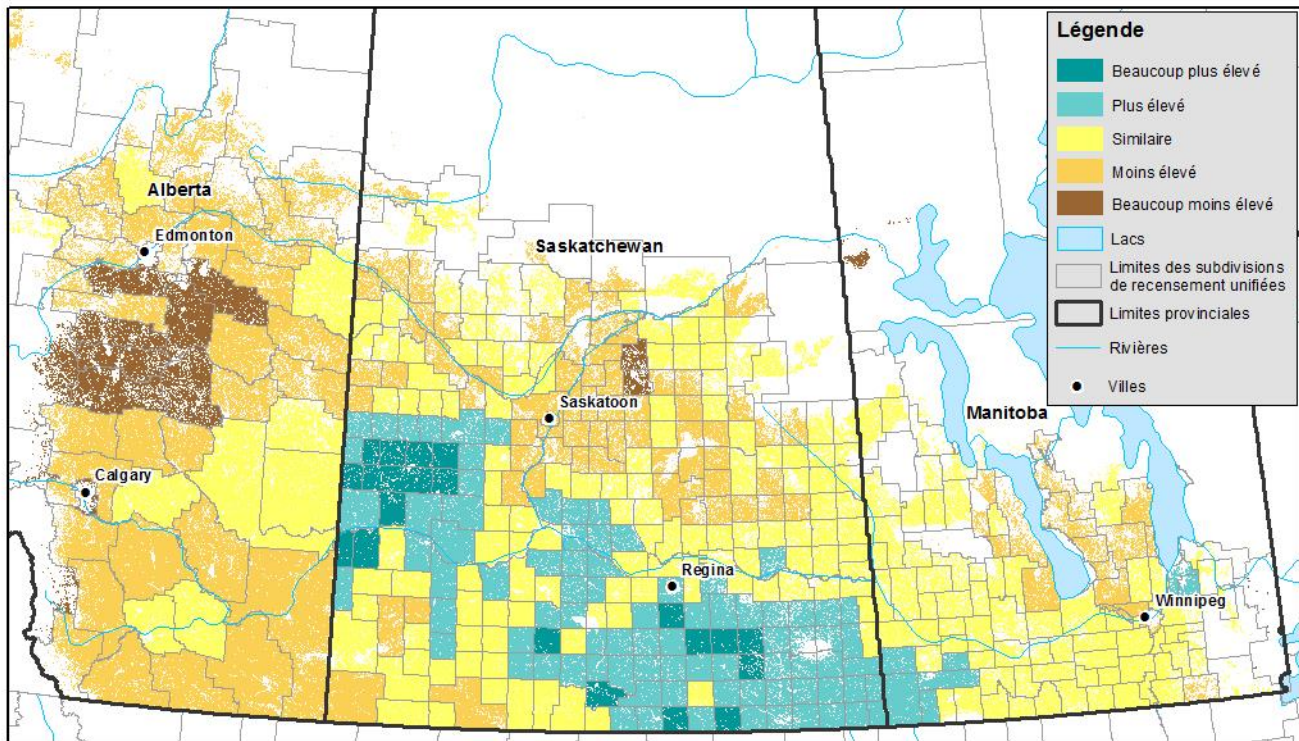 Légende
Beaucoup plus élevé
Plus élevé
Similaire
Moins élevé
Beaucoup moins élevé
Lacs
Limites des subdivisions
de recensement unifiées
Limites provinciales
Rivières
Villes
Alberta
Edmonton
Saskatchewan
Saskatoon
Manitoba
Calgary
Regina
Winnipeg